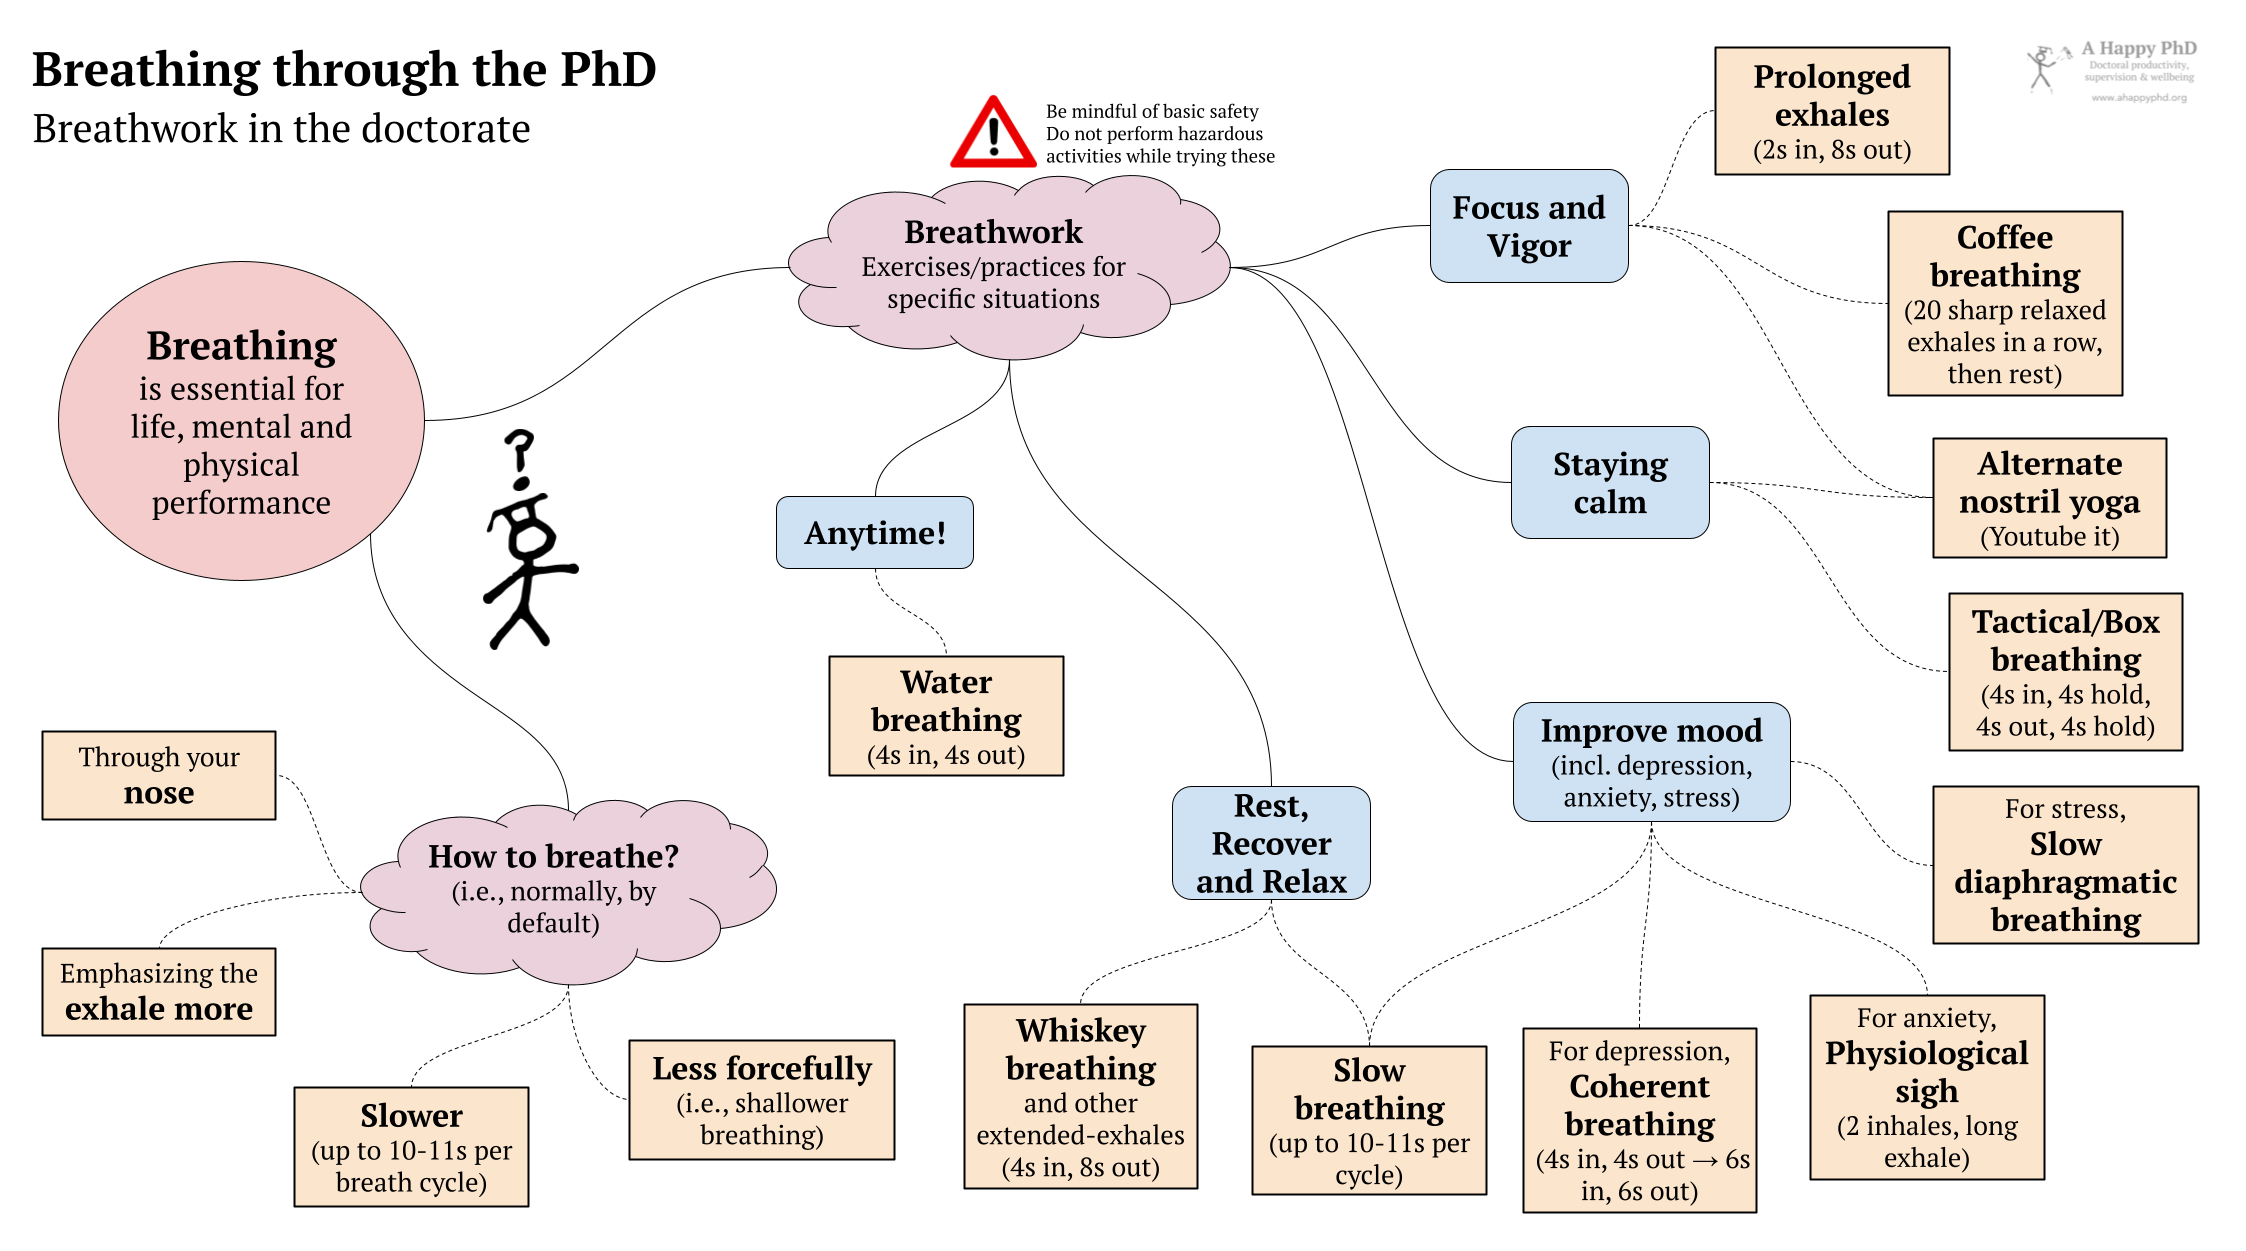 Breathing through the PhD
Breathwork in the doctorate
A Happy PhD
Doctoral productivity,
supervision & wellbeing
www.ahappyphd.org
Be mindful of basic safety
Do not perform hazardous
activities while trying these
Breathing
is essential for
life, mental and
physical
performance
?
Breathwork
Exercises/practices for
specific situations
Focus and
Vigor
Prolonged
exhales
(2s in, 8s out)
Coffee
breathing
(20 sharp relaxed
exhales in a row,
then rest)
Staying
calm
Alternate
nostril yoga
(Youtube it)
Tactical/Box
breathing
(4s in, 4s hold,
4s out, 4s hold)
Anytime!
Water
breathing
(4s in, 4s out)
Improve mood
(incl. depression,
anxiety, stress)
For stress,
Slow
diaphragmatic
breathing
Rest,
Recover
and Relax
Whiskey
breathing
and other
extended-exhales
(4s in, 8s out)
Slow
breathing
(up to 10-11s per
cycle)
For depression,
Coherent
breathing
(4s in, 4s out → 6s
in, 6s out)
For anxiety,
Physiological
sigh
(2 inhales, long
exhale)
How to breathe?
(i.e., normally, by
default)
Through your
nose
Emphasizing the
exhale more
Slower
(up to 10-11s per
breath cycle)
Less forcefully
(i.e., shallower
breathing)